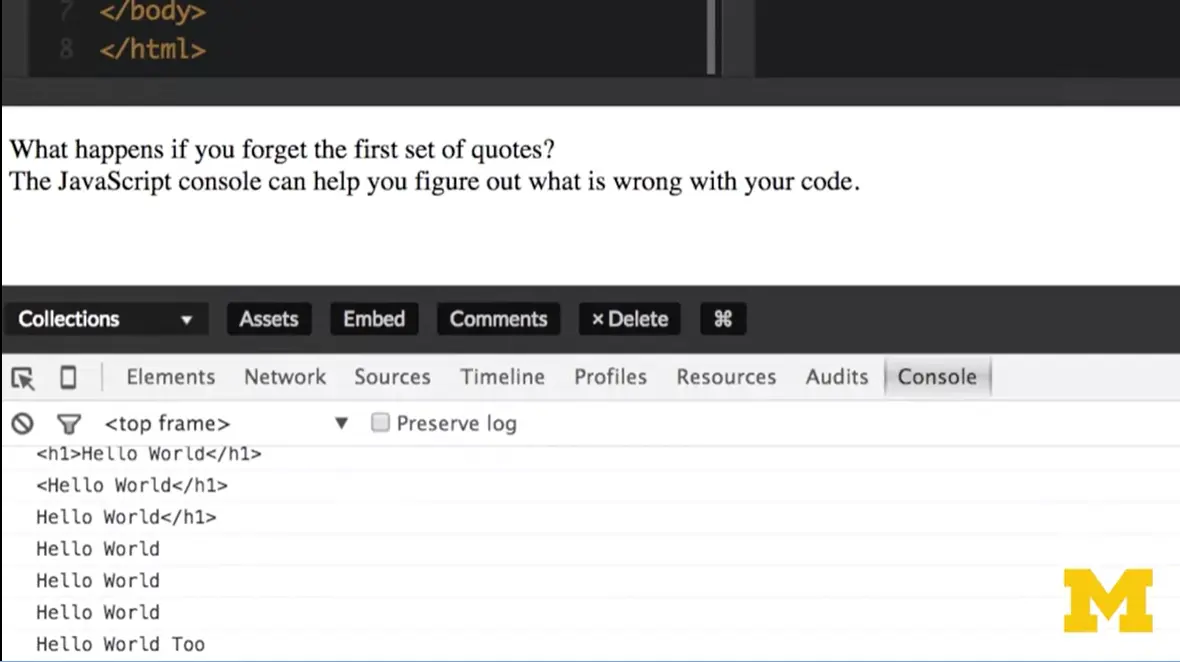 7 </body>
8 </html>
What happens if you forget the first set of quotes?
The JavaScript console can help you figure out what is wrong with your code.
Collections ▼ Assets Embed Comments × Delete ⌘
Elements Network Sources Timeline Profiles Resources Audits Console
<top frame> ▼ Preserve log
<h1>Hello World</h1>
<Hello World</h1>
Hello World</h1>
Hello World
Hello World
Hello World
Hello World Too
M